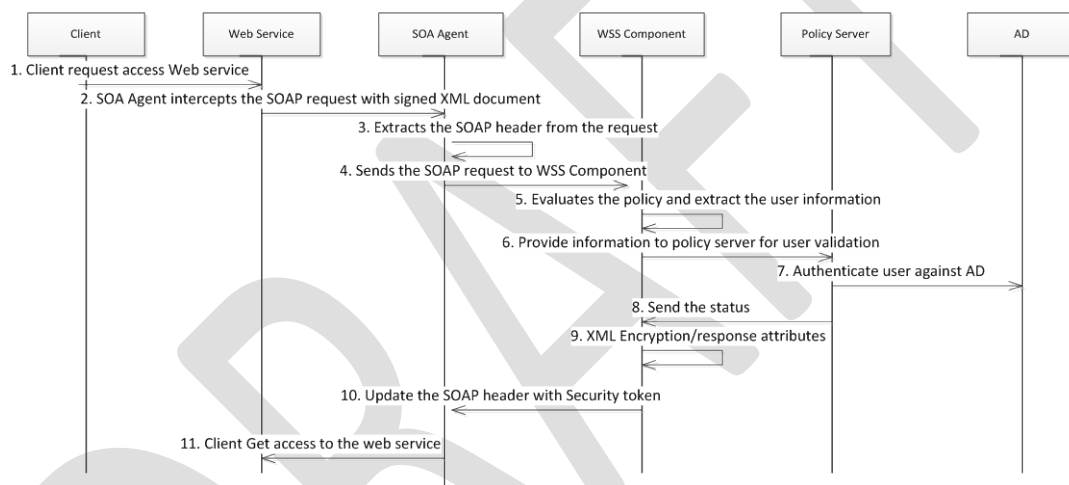 Client
Web Service
SOA Agent
WSS Component
Policy Server
AD
1. Client request access Web service
2. SOA Agent intercepts the SOAP request with signed XML document
3. Extracts the SOAP header from the request
4. Sends the SOAP request to WSS Component
5. Evaluates the policy and extract the user information
6. Provide information to policy server for user validation
7. Authenticate user against AD
8. Send the status
9. XML Encryption/response attributes
10. Update the SOAP header with Security token
11. Client Get access to the web service
DRAFT